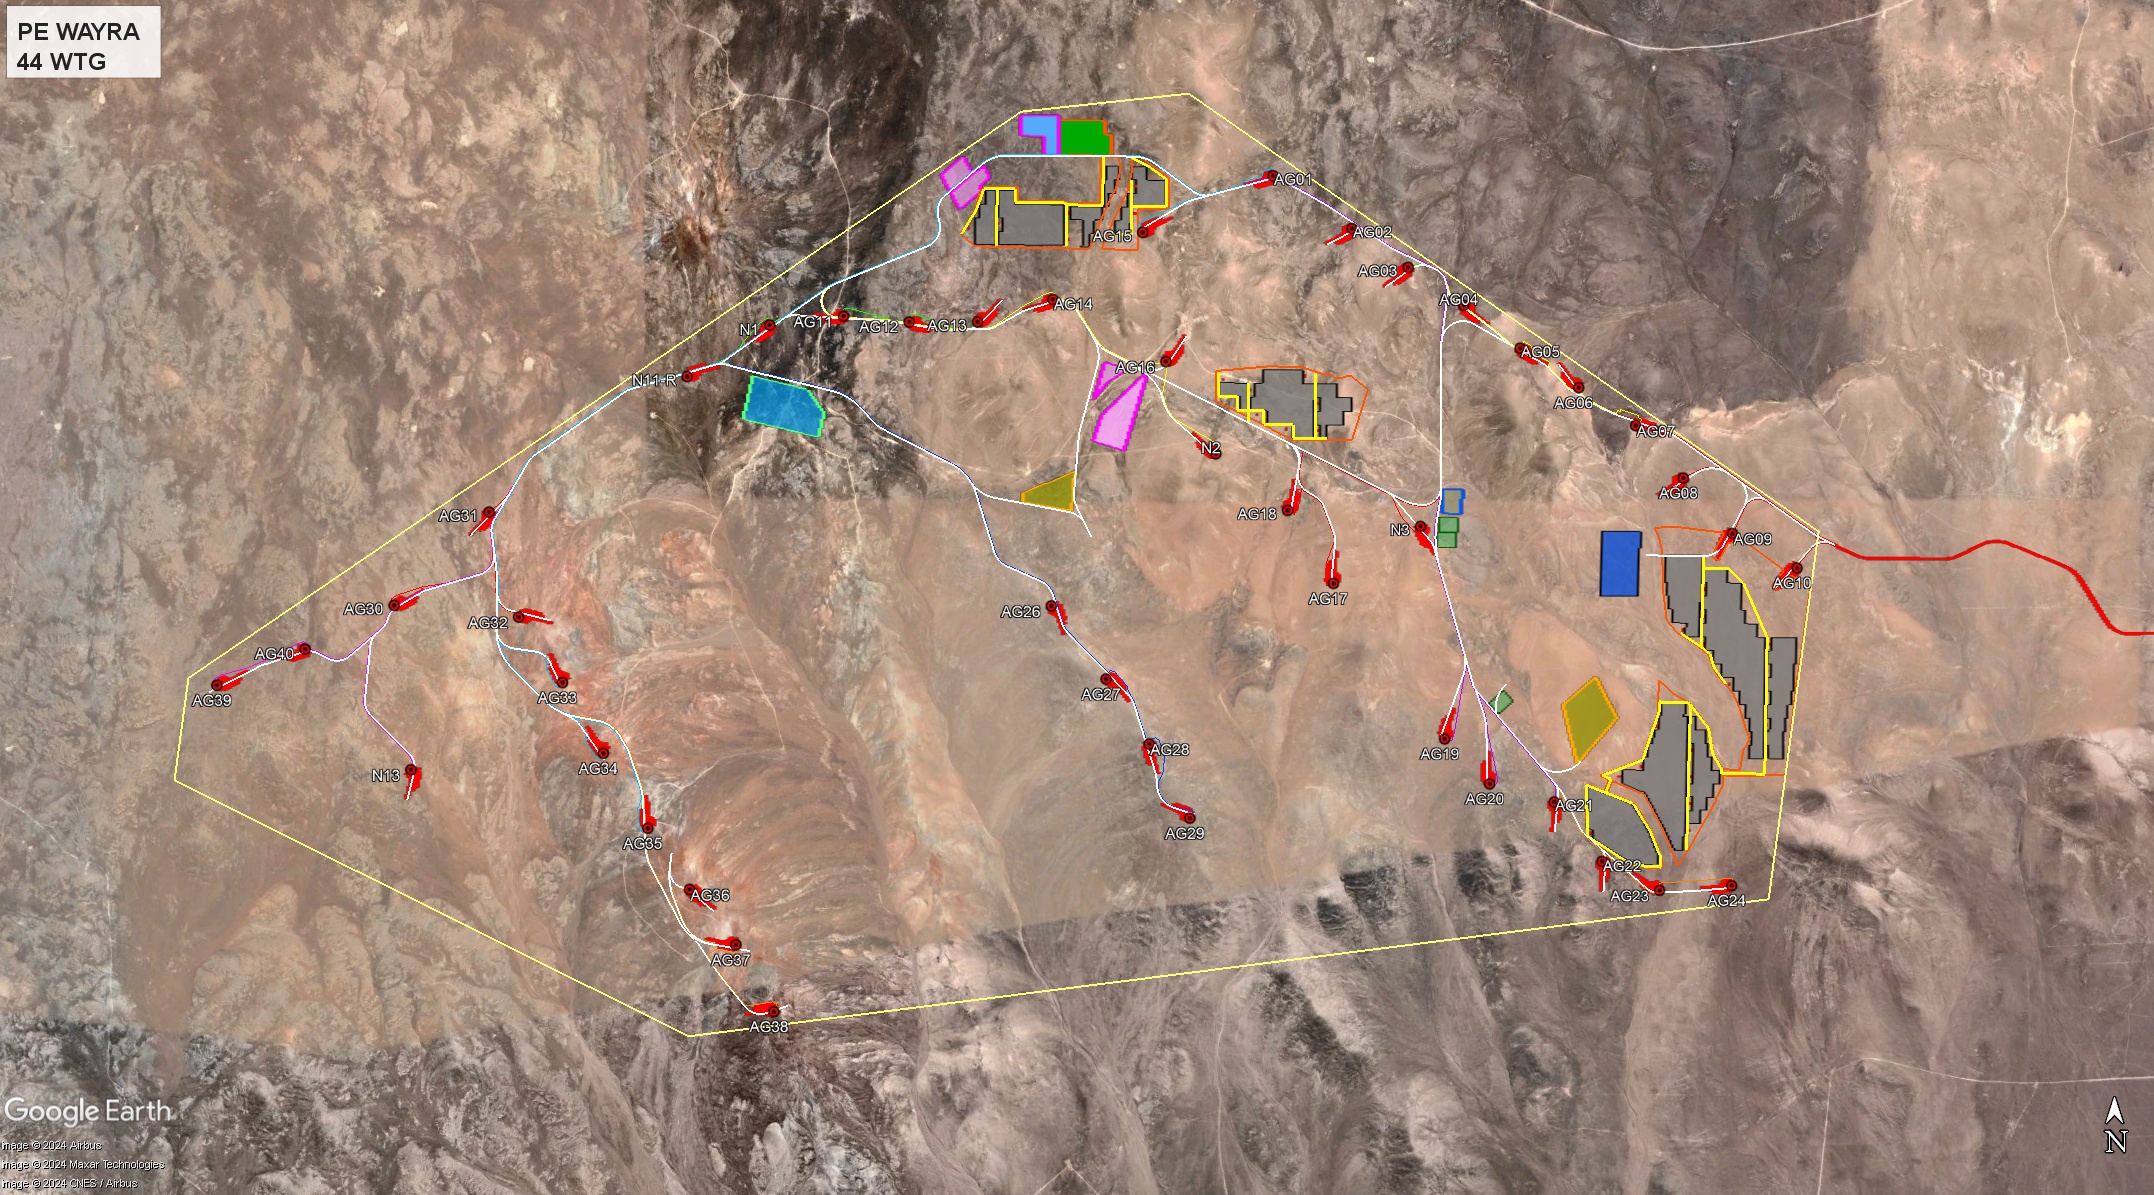 PE WAYRA
44 WTG
AG01
AG15
AG02
AG03
AG04
AG14
N1
AG11
AG12
AG13
AG05
AG16
N11-R
AG06
AG07
N2
AG08
AG18
AG31
N3
AG09
AG10
AG17
AG30
AG26
AG32
AG40
AG39
AG33
AG27
AG28
AG19
AG34
N13
AG20
AG21
AG29
AG35
AG22
AG36
AG23
AG24
AG37
AG38
Google Earth
Image © 2024 Airbus
Image © 2024 Maxar Technologies
Image © 2024 CNES / Airbus
N